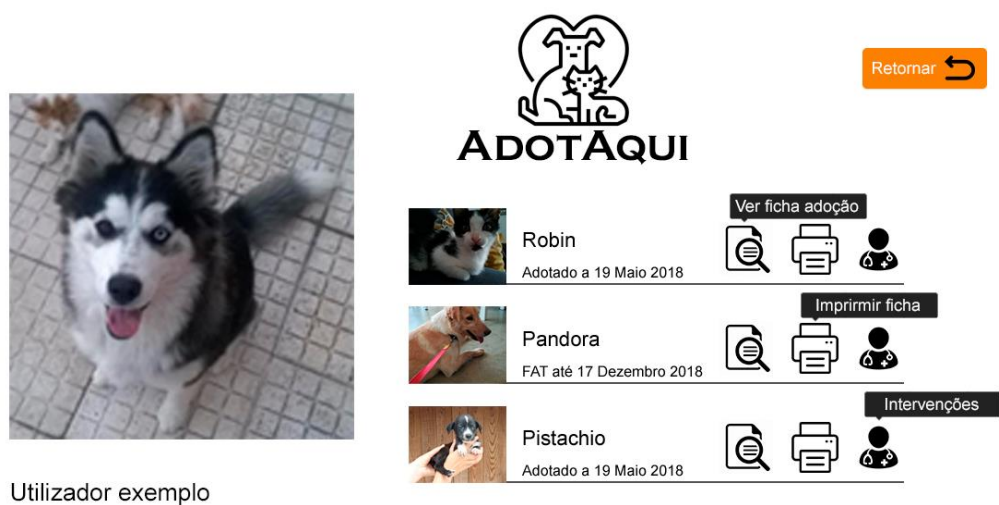 ADOTAQUI
Retornar
Ver ficha adoção
Robin
Adotado a 19 Maio 2018
Imprirmir ficha
Pandora
FAT até 17 Dezembro 2018
Intervenções
Pistachio
Adotado a 19 Maio 2018
Utilizador exemplo